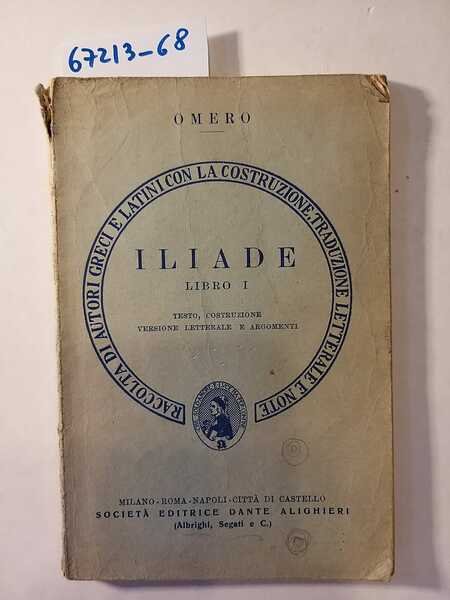 67213-68
OMERO
RACCOLTA DI AUTORI GRECI E LATINI CON LA COSTRUZIONE, TRADUZIONE LETTERALE E NOTE
ILIADE
LIBRO I
TESTO, COSTRUZIONE
VERSIONE LETTERALE E ARGOMENTI
MILANO-ROMA-NAPOLI-CITTÀ DI CASTELLO
SOCIETÀ EDITRICE DANTE ALIGHIERI
(Albrighi, Segati e C.)